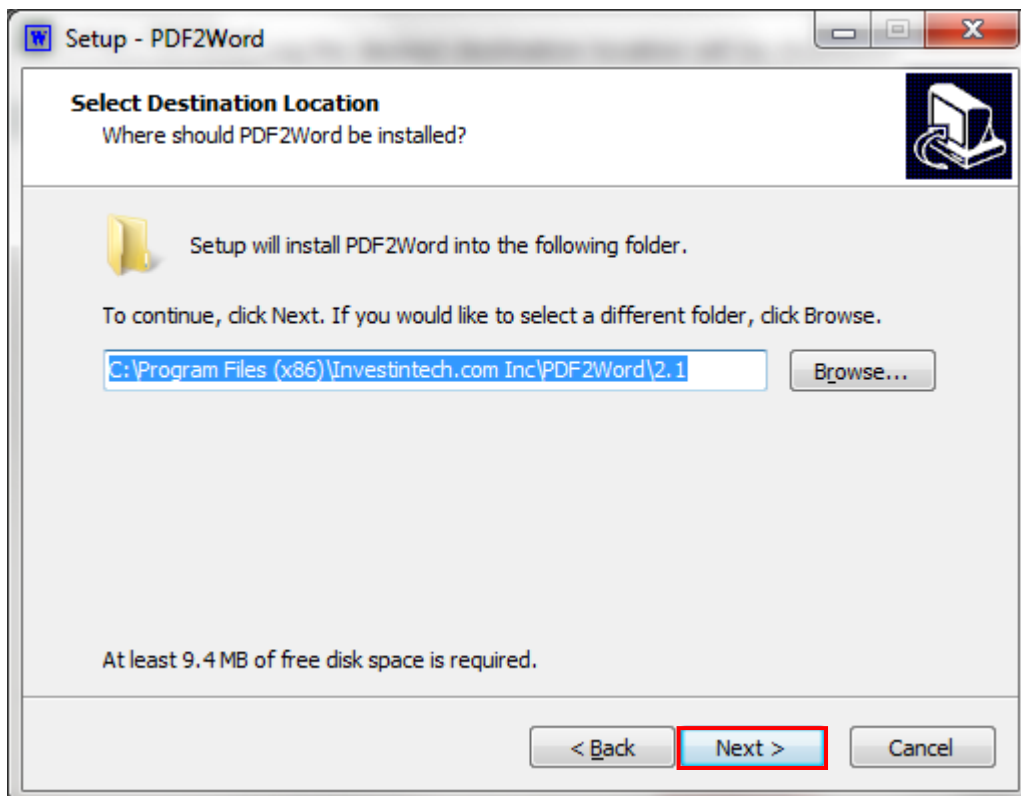 Setup - PDF2Word
Select Destination Location
Where should PDF2Word be installed?
Setup will install PDF2Word into the following folder.
To continue, click Next. If you would like to select a different folder, click Browse.
C:\Program Files (x86)\Investintech.com Inc\PDF2Word\2.1
Browse...
At least 9.4 MB of free disk space is required.
< Back
Next >
Cancel